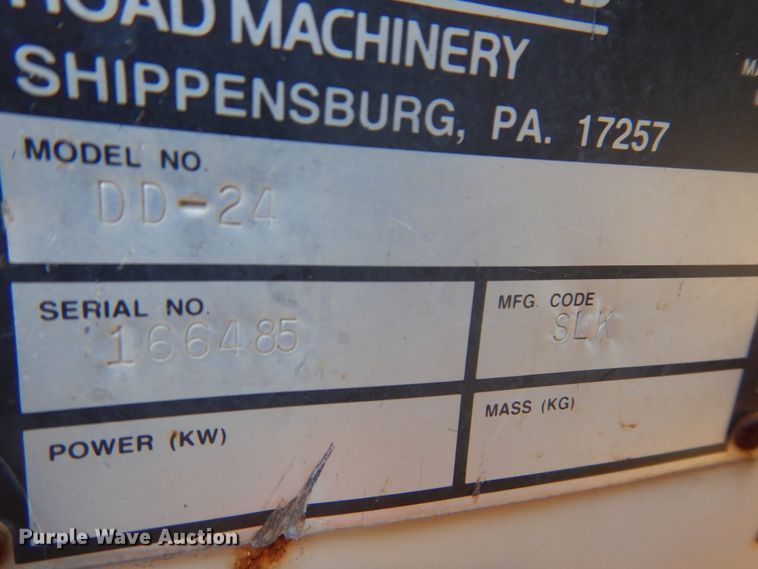 ROAD MACHINERY
SHIPPENSBURG, PA. 17257
MODEL NO.
DD-24
SERIAL NO.
166485
MFG CODE
SLK
POWER (KW)
MASS (KG)
Purple Wave Auction